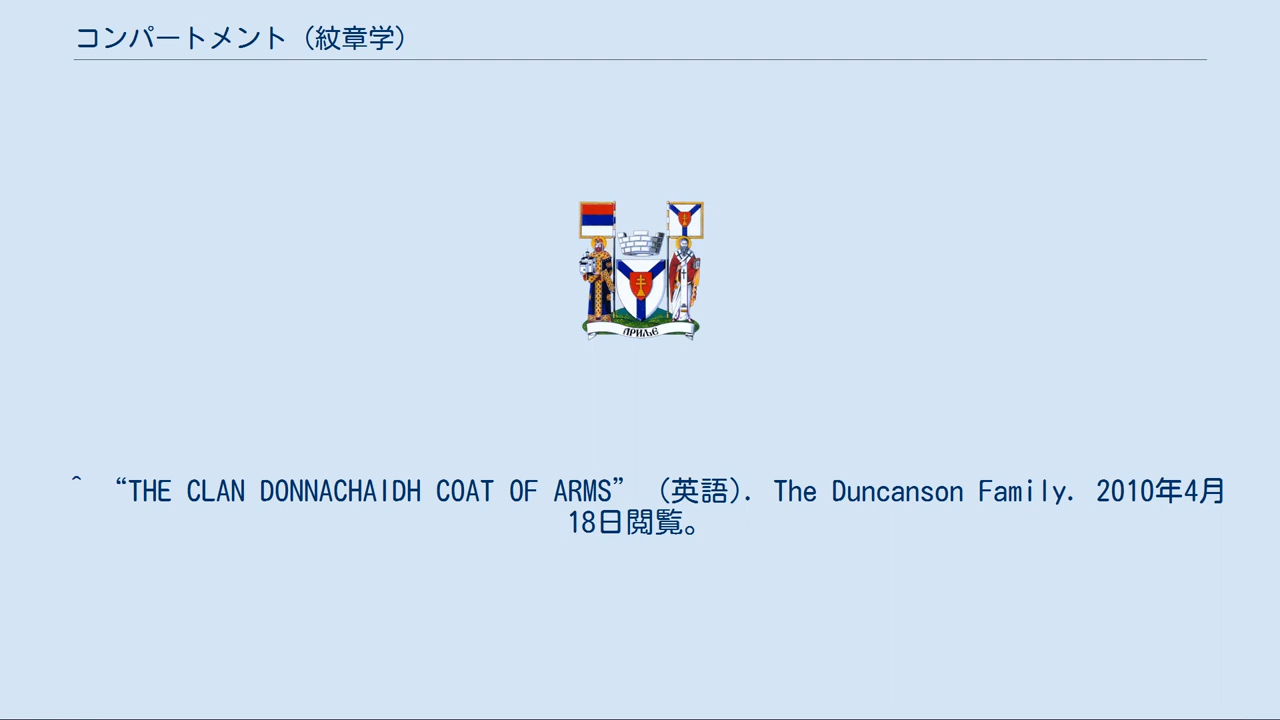 コンパートメント（紋章学）
АРИЉЕ
^ “THE CLAN DONNACHAIDH COAT OF ARMS” （英語）. The Duncanson Family. 2010年4月
18日閲覧。